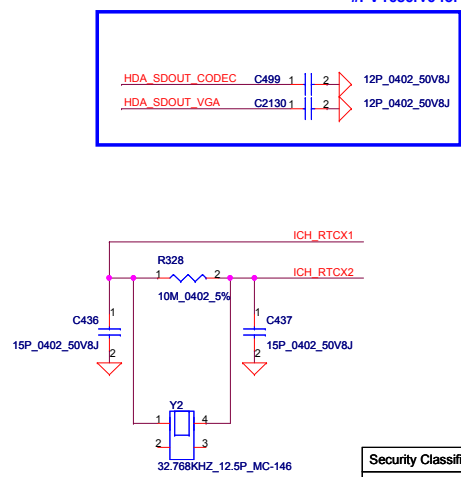 HDA_SDOUT_CODEC C499 1 2 12P_0402_50V8J
HDA_SDOUT_VGA C2130 1 2 12P_0402_50V8J
ICH_RTCX1
R328
1 2 ICH_RTCX2
10M_0402_5%
1 1
C436 C437
15P_0402_50V8J 15P_0402_50V8J
2 2
Y2
1 4
2 3
32.768KHZ_12.5P_MC-146
Security Classifi